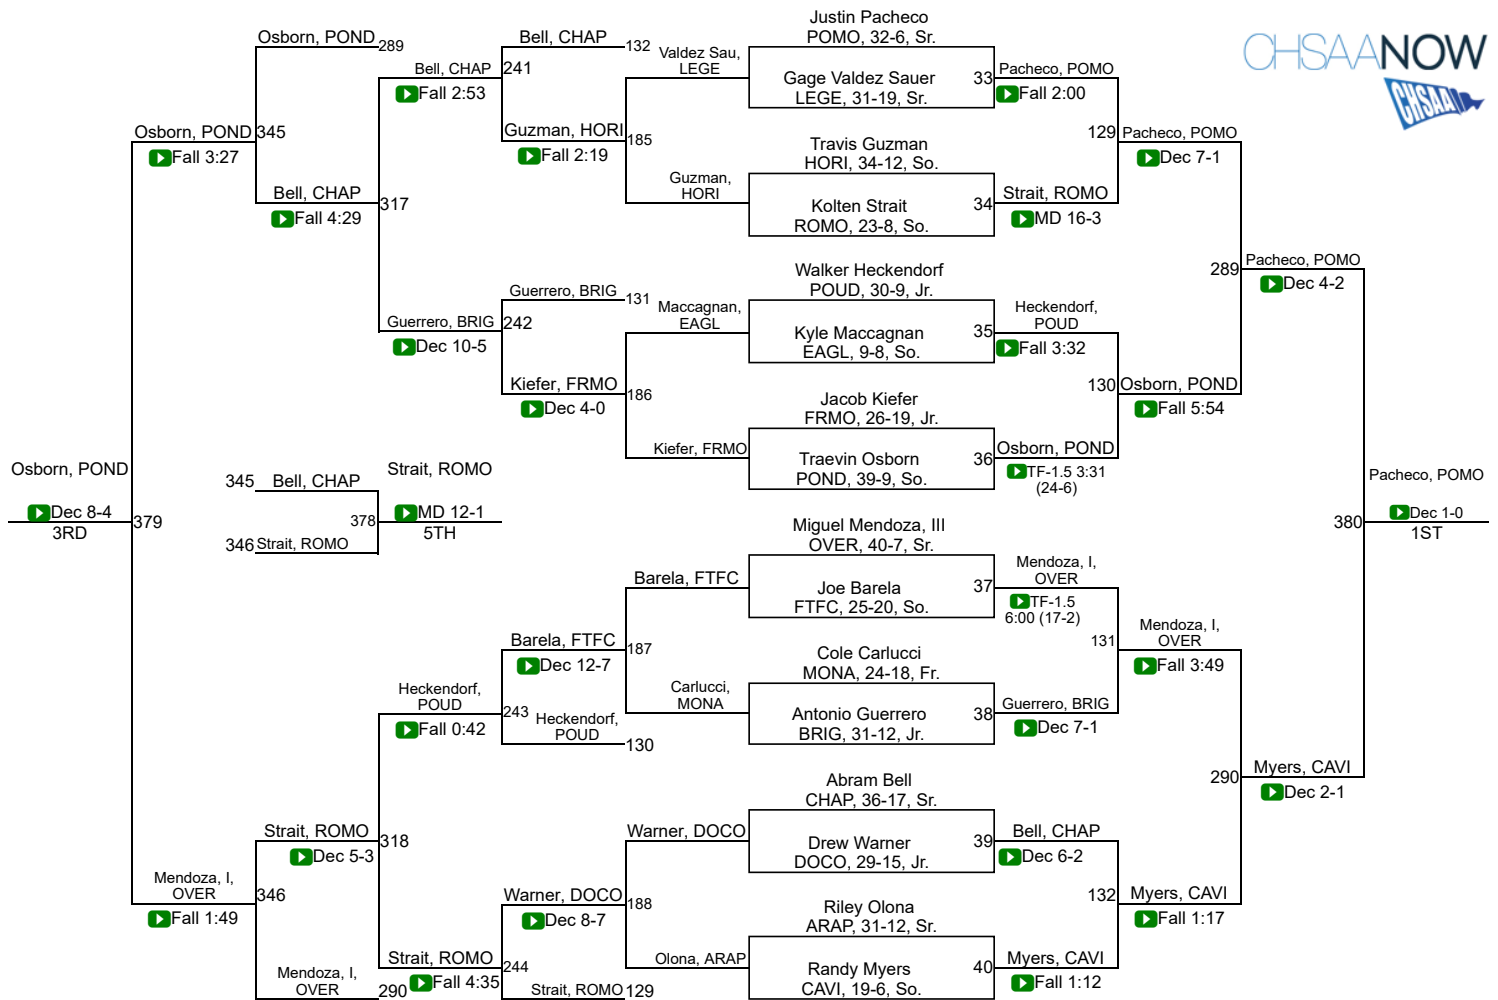 Justin Pacheco
POMO, 32-6, Sr.
Gage Valdez Sauer
LEGE, 31-19, Sr.
33
Travis Guzman
HORI, 34-12, So.
Kolten Strait
ROMO, 23-8, So.
34
Walker Heckendorf
POUD, 30-9, Jr.
Kyle Maccagnan
EAGL, 9-8, So.
35
Jacob Kiefer
FRMO, 26-19, Jr.
Traevin Osborn
POND, 39-9, So.
36
Miguel Mendoza, III
OVER, 40-7, Sr.
Joe Barela
FTFC, 25-20, So.
37
Cole Carlucci
MONA, 24-18, Fr.
Antonio Guerrero
BRIG, 31-12, Jr.
38
Abram Bell
CHAP, 36-17, Sr.
Drew Warner
DOCO, 29-15, Jr.
39
Riley Olona
ARAP, 31-12, Sr.
Randy Myers
CAVI, 19-6, So.
40
Pacheco, POMO
Fall 2:00
Strait, ROMO
MD 16-3
Heckendorf,
POUD
Fall 3:32
Osborn, POND
TF-1.5 3:31
(24-6)
Mendoza, I,
OVER
TF-1.5
6:00 (17-2)
Guerrero, BRIG
Dec 7-1
Bell, CHAP
Dec 6-2
Myers, CAVI
Fall 1:12
129
Pacheco, POMO
Dec 7-1
130
Osborn, POND
Fall 5:54
131
Mendoza, I,
OVER
Fall 3:49
132
Myers, CAVI
Fall 1:17
289
Pacheco, POMO
Dec 4-2
290
Myers, CAVI
Dec 2-1
380
Pacheco, POMO
Dec 1-0
1ST
CHSAANOW
CHSAA
Valdez Sau,
LEGE
185
Guzman,
HORI
Maccagnan,
EAGL
186
Kiefer, FRMO
Barela, FTFC
187
Carlucci,
MONA
Warner, DOCO
188
Olona, ARAP
Bell, CHAP
132
241
Guzman, HORI
Fall 2:19
Guerrero, BRIG
131
242
Kiefer, FRMO
Dec 4-0
Barela, FTFC
Dec 12-7
243
Heckendorf,
POUD
130
Warner, DOCO
Dec 8-7
244
Strait, ROMO
129
Bell, CHAP
Fall 2:53
317
Guerrero, BRIG
Dec 10-5
Heckendorf,
POUD
Fall 0:42
318
Strait, ROMO
Fall 4:35
Osborn, POND
289
345
Bell, CHAP
Fall 4:29
Strait, ROMO
Dec 5-3
346
Mendoza, I,
OVER
290
Osborn, POND
Fall 3:27
379
Mendoza, I,
OVER
Fall 1:49
Osborn, POND
Dec 8-4
3RD
345
Bell, CHAP
378
346
Strait, ROMO
Strait, ROMO
MD 12-1
5TH